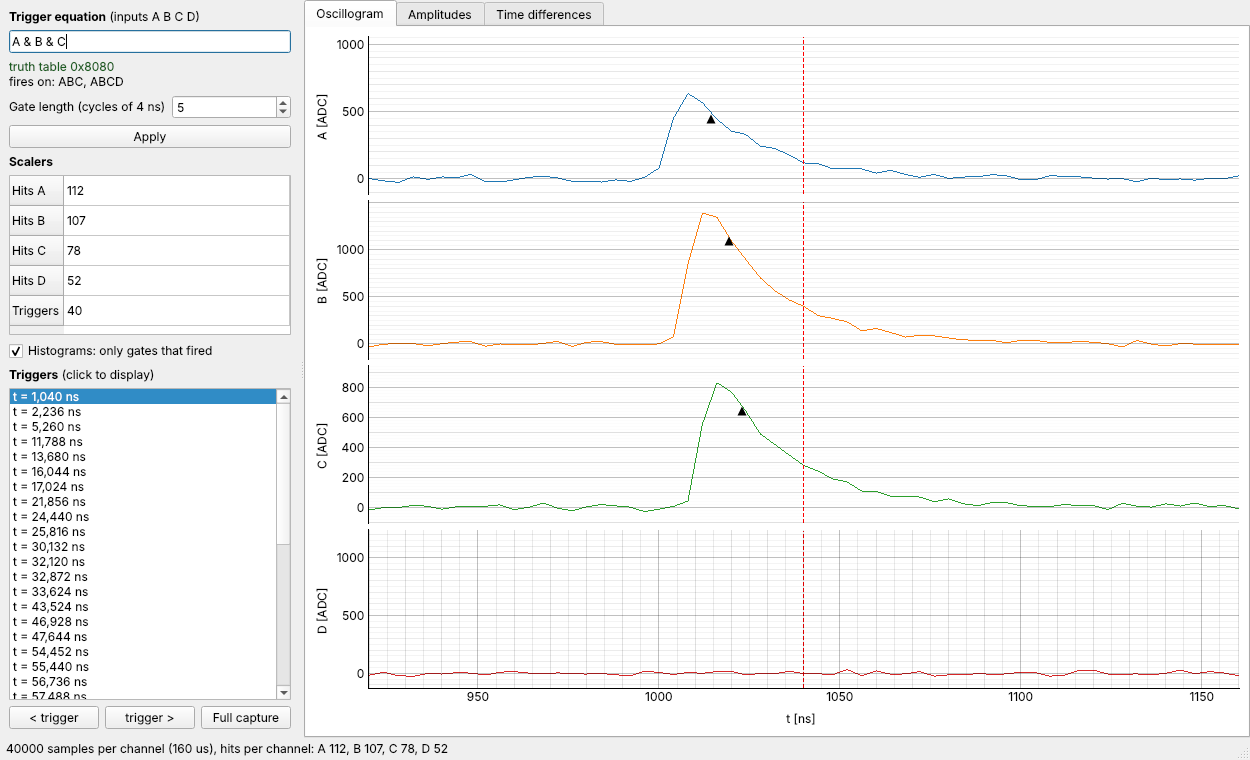 Trigger equation (inputs A B C D)
A & B & C
truth table 0x8080
fires on: ABC, ABCD
Gate length (cycles of 4 ns) 5
Apply
Scalers
Hits A 112
Hits B 107
Hits C 78
Hits D 52
Triggers 40
Histograms: only gates that fired
Triggers (click to display)
t = 1,040 ns
t = 2,236 ns
t = 5,260 ns
t = 11,788 ns
t = 13,680 ns
t = 16,044 ns
t = 17,024 ns
t = 21,856 ns
t = 24,440 ns
t = 25,816 ns
t = 30,132 ns
t = 32,120 ns
t = 32,872 ns
t = 33,624 ns
t = 43,524 ns
t = 46,928 ns
t = 47,644 ns
t = 54,452 ns
t = 55,440 ns
t = 56,736 ns
t = 57,488 ns
< trigger trigger > Full capture
Oscillogram Amplitudes Time differences
A [ADC]
1000
500
0
B [ADC]
1000
500
0
C [ADC]
800
600
400
200
0
D [ADC]
1000
500
0
950 1000 1050 1100 1150
t [ns]
40000 samples per channel (160 us), hits per channel: A 112, B 107, C 78, D 52